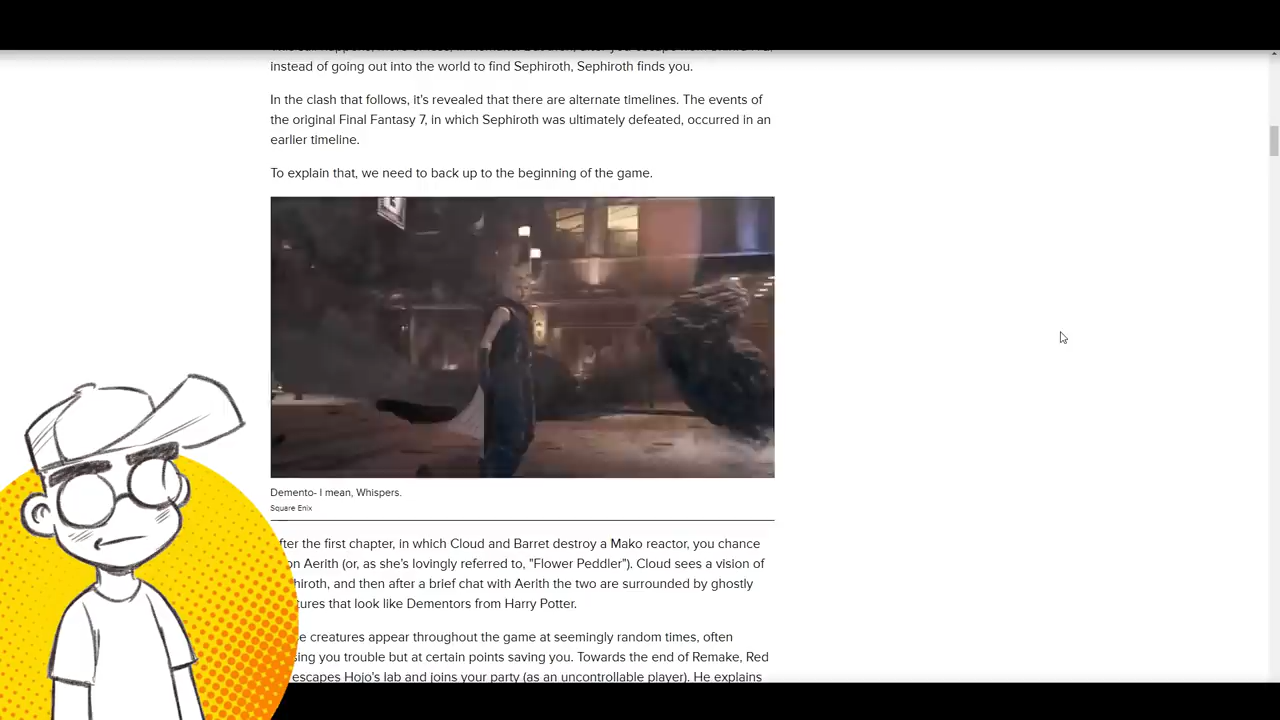 instead of going out into the world to find Sephiroth, Sephiroth finds you.
In the clash that follows, it's revealed that there are alternate timelines. The events of
the original Final Fantasy 7, in which Sephiroth was ultimately defeated, occurred in an
earlier timeline.
To explain that, we need to back up to the beginning of the game.
Demento- I mean, Whispers.
Square Enix
fter the first chapter, in which Cloud and Barret destroy a Mako reactor, you chance
on Aerith (or, as she's lovingly referred to, "Flower Peddler"). Cloud sees a vision of
hiroth, and then after a brief chat with Aerith the two are surrounded by ghostly
tures that look like Dementors from Harry Potter.
e creatures appear throughout the game at seemingly random times, often
sing you trouble but at certain points saving you. Towards the end of Remake, Red
escapes Hojo's lab and joins your party (as an uncontrollable player). He explains